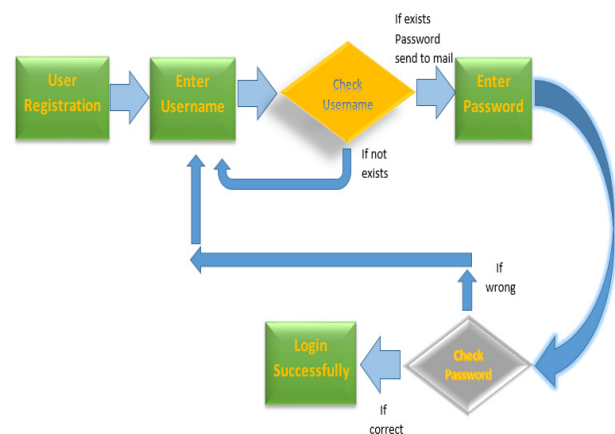 User
Registration
Enter
Username
Check
Username
If exists
Password
send to mail
Enter
Password
If not
exists
If
wrong
Check
Password
If
correct
Login
Successfully